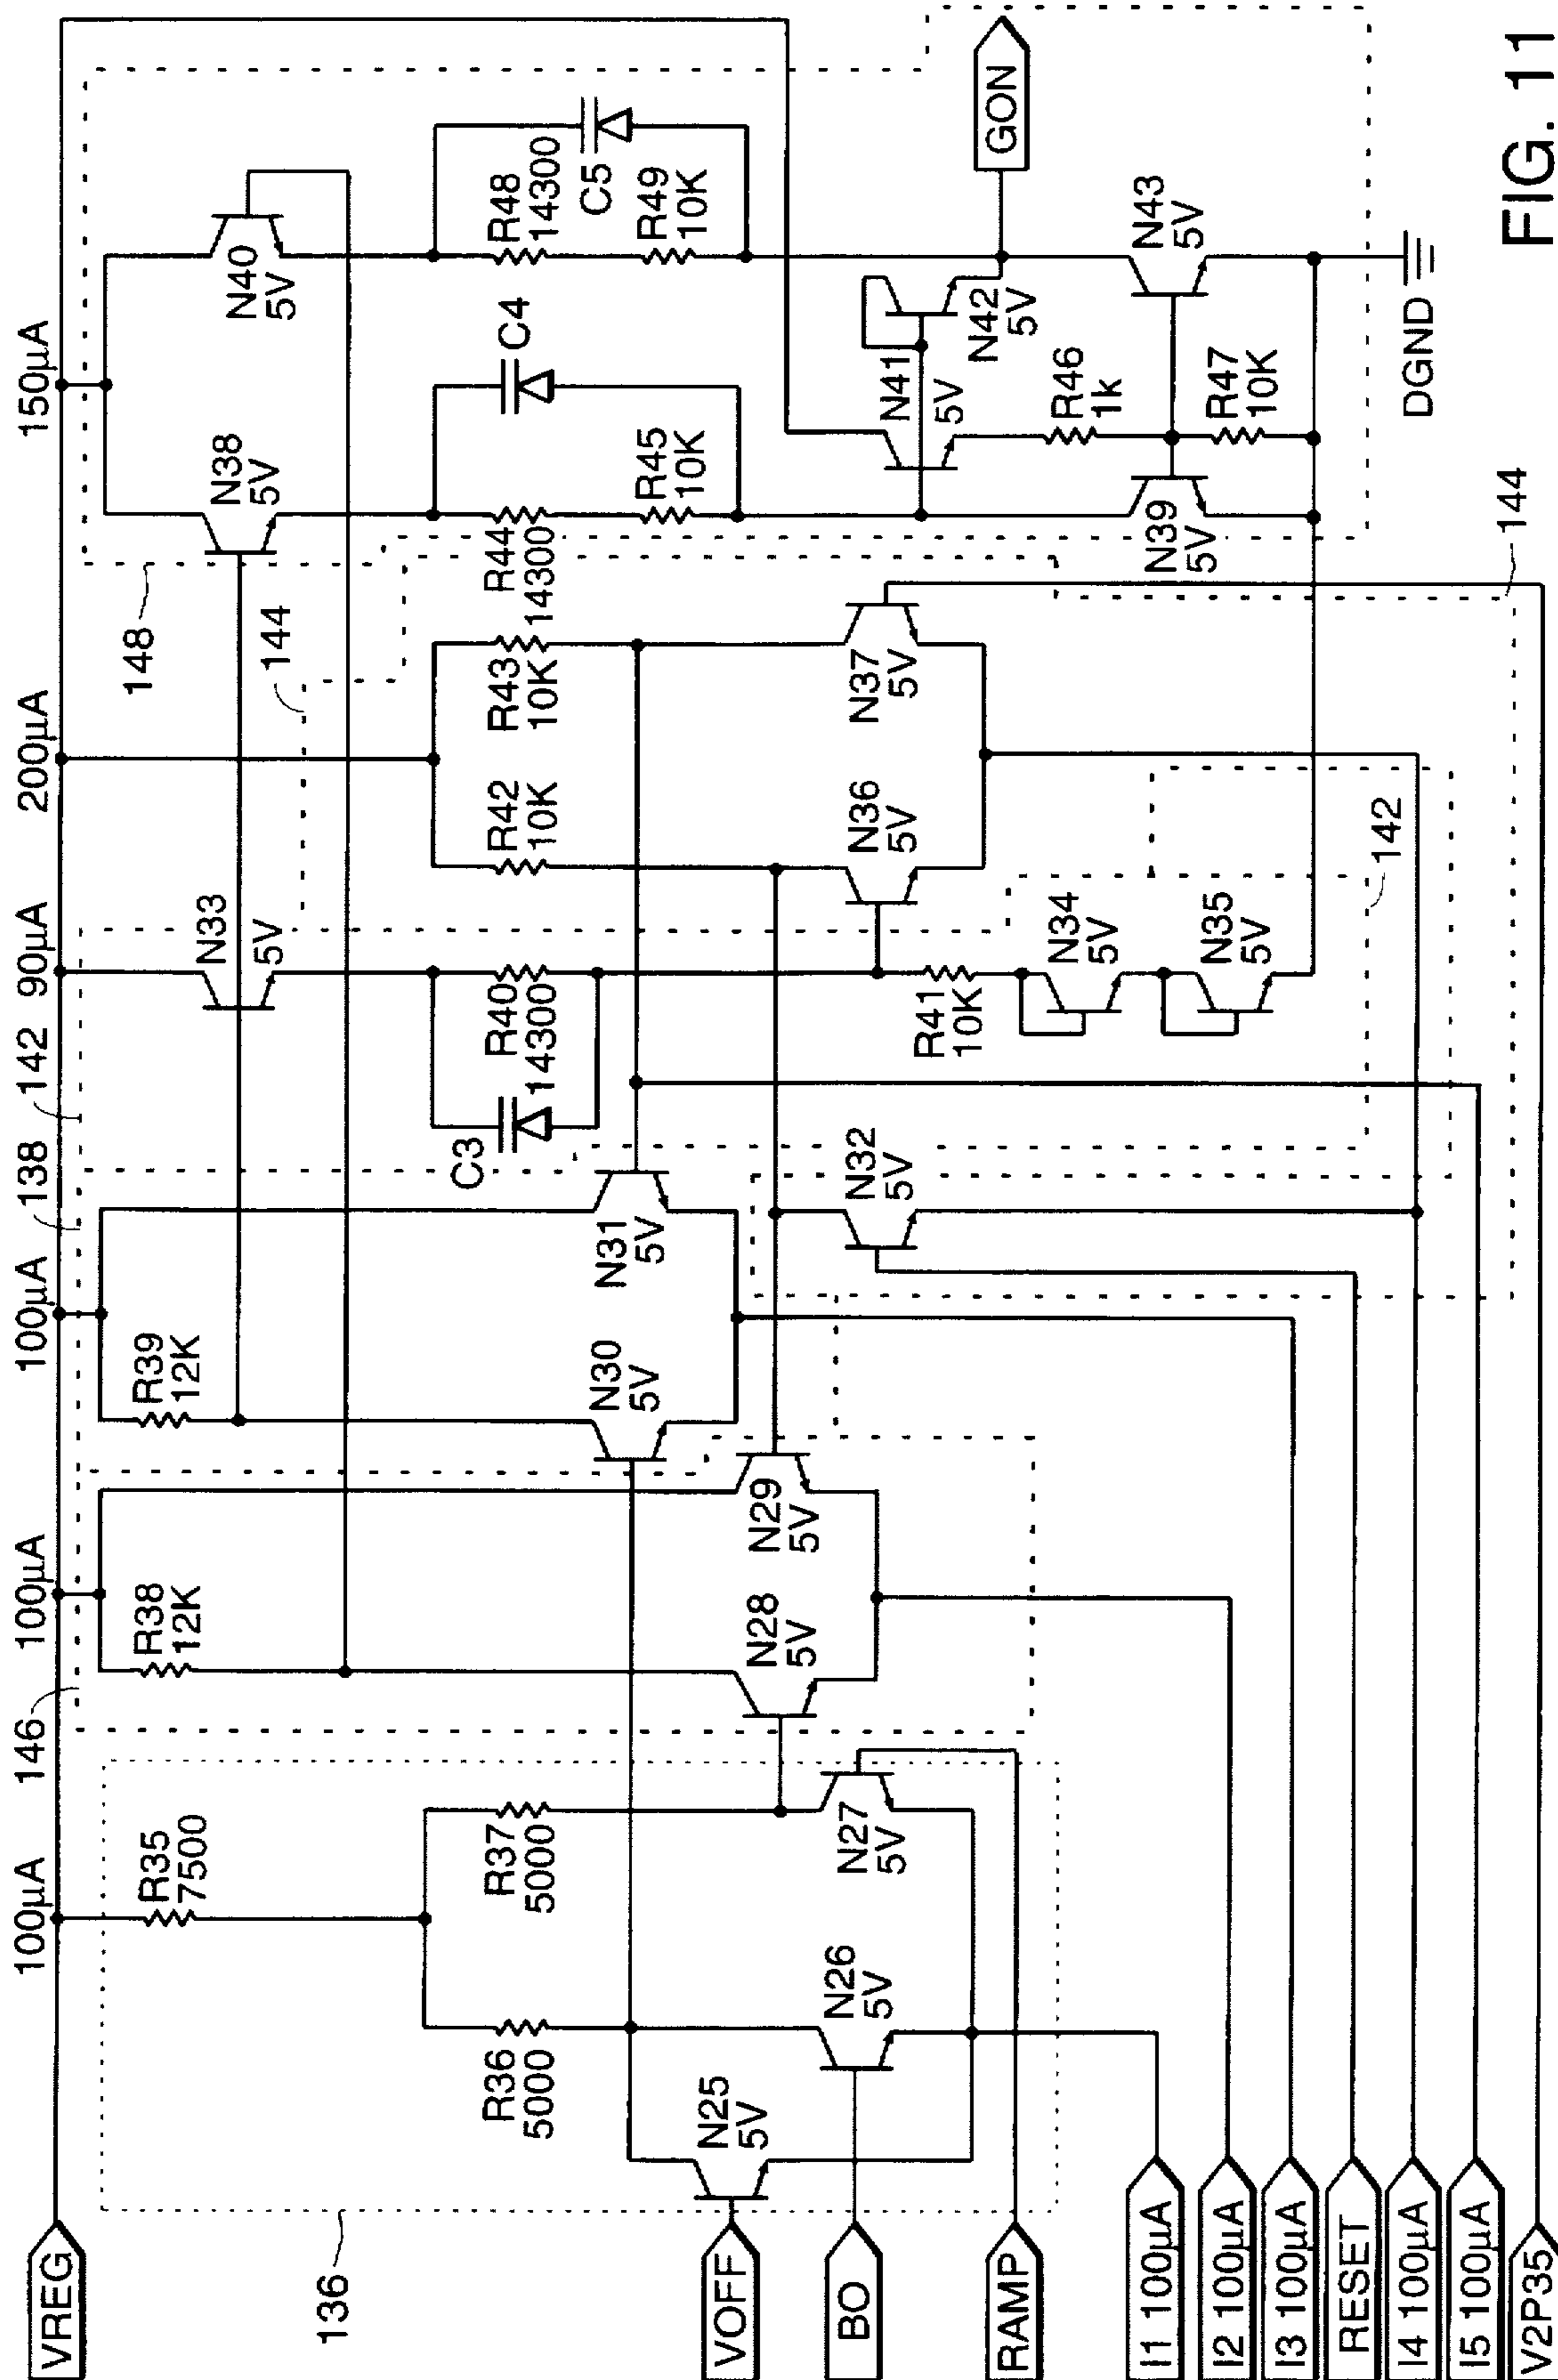 100µA
100µA
100µA
90µA
200µA
150µA
146
138
142
VREG
136
R35
7500
R38
12K
R39
12K
N33
5V
148
144
N38
5V
N40
5V
R36
5000
R37
5000
C3
R40
14300
R42
10K
R43
10K
R44
14300
C4
R48
14300
C5
R45
10K
R49
10K
VOFF
N25
5V
BO
N26
5V
N27
5V
N28
5V
N29
5V
N30
5V
N31
5V
N32
5V
R41
10K
N34
5V
N35
5V
N36
5V
N37
5V
N41
5V
N42
5V
GON
R46
1k
N39
5V
R47
10K
N43
5V
RAMP
142
DGND
144
I1 100µA
I2 100µA
I3 100µA
RESET
I4 100µA
I5 100µA
V2P35
FIG. 11